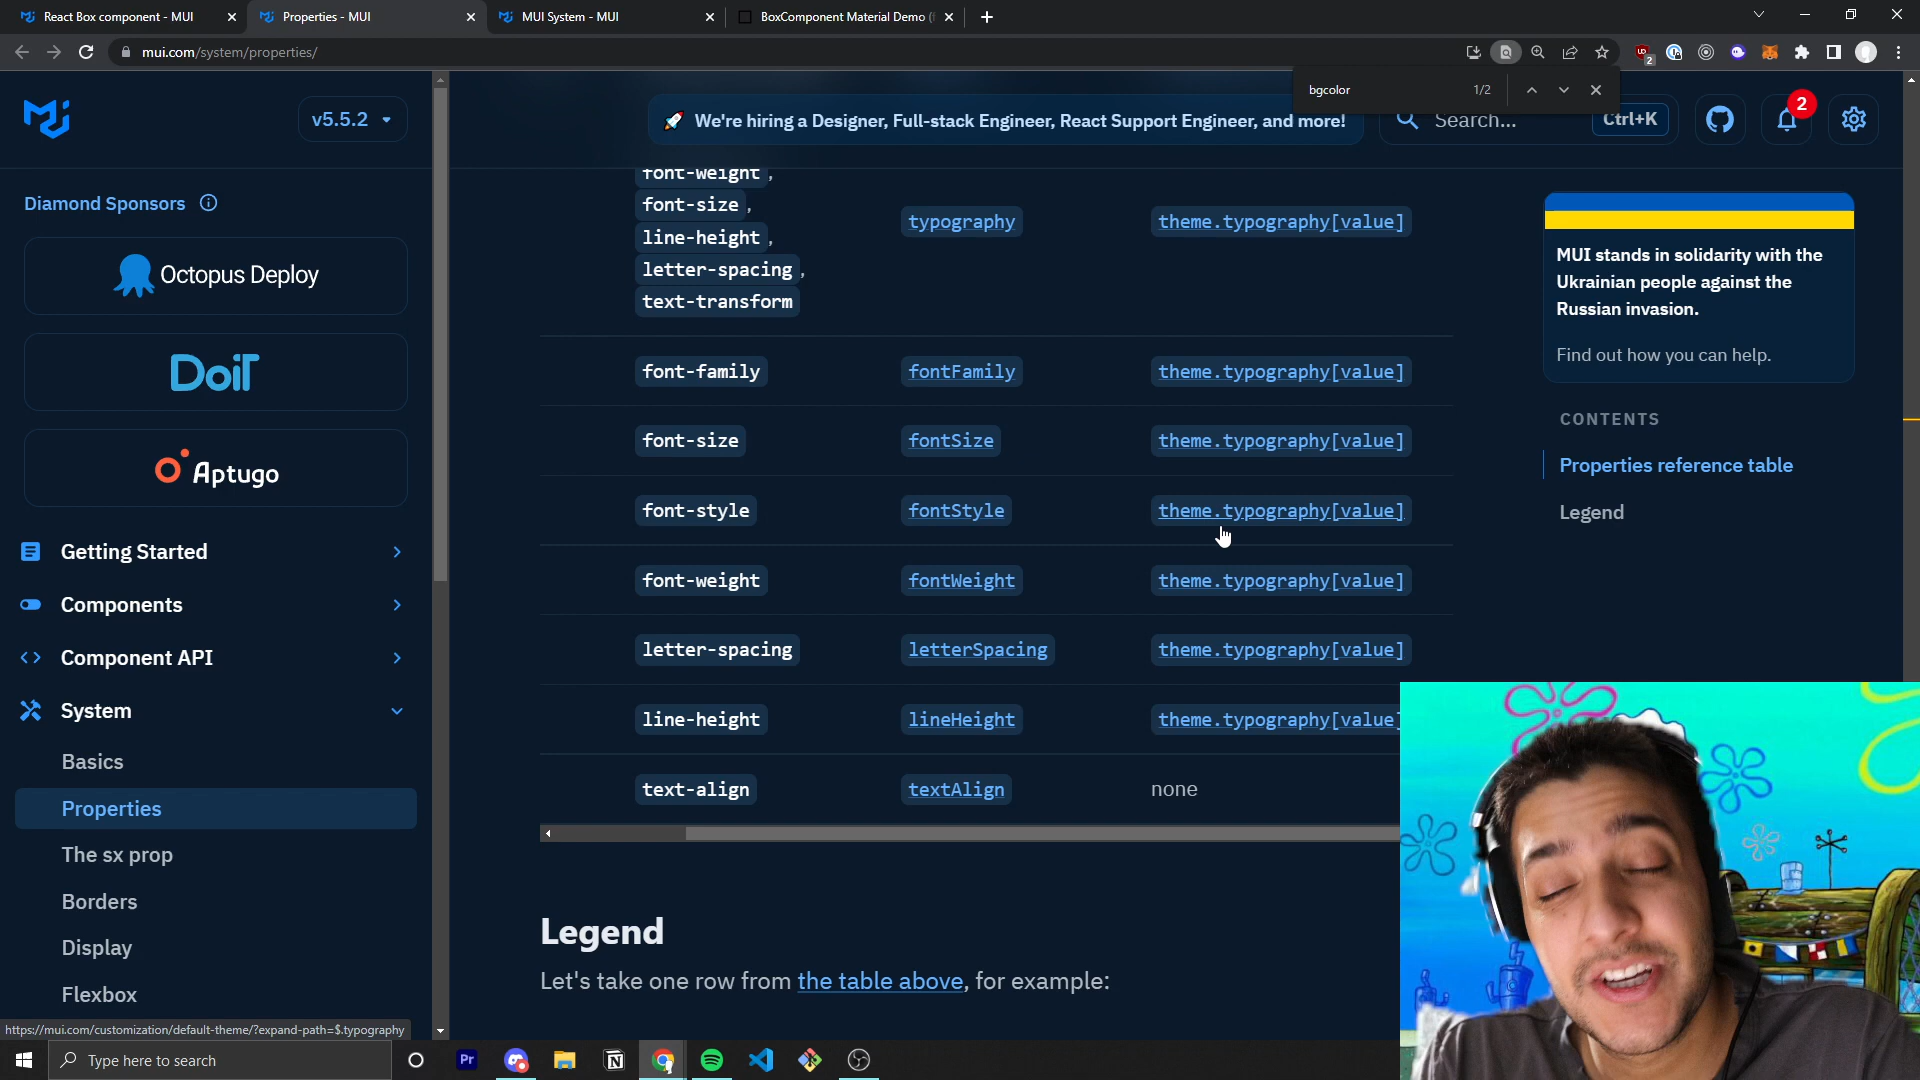 React Box component - MUI
Properties - MUI
MUI System - MUI
BoxComponent Material Demo (
mui.com/system/properties/
2
bgcolor
1/2
v5.5.2
🚀 We're hiring a Designer, Full-stack Engineer, React Support Engineer, and more!
Search...
Ctrl+K
2
Diamond Sponsors
Octopus Deploy
DoiT
Aptugo
Getting Started
Components
Component API
System
Basics
Properties
The sx prop
Borders
Display
Flexbox
font-weight ,
font-size ,
line-height ,
letter-spacing ,
text-transform
typography
theme.typography[value]
font-family fontFamily theme.typography[value]
font-size fontSize theme.typography[value]
font-style fontStyle theme.typography[value]
font-weight fontWeight theme.typography[value]
letter-spacing letterSpacing theme.typography[value]
line-height lineHeight theme.typography[value]
text-align textAlign none
Legend
Let's take one row from the table above, for example:
MUI stands in solidarity with the
Ukrainian people against the
Russian invasion.
Find out how you can help.
CONTENTS
Properties reference table
Legend
https://mui.com/customization/default-theme/?expand-path=$.typography
Type here to search
Pr